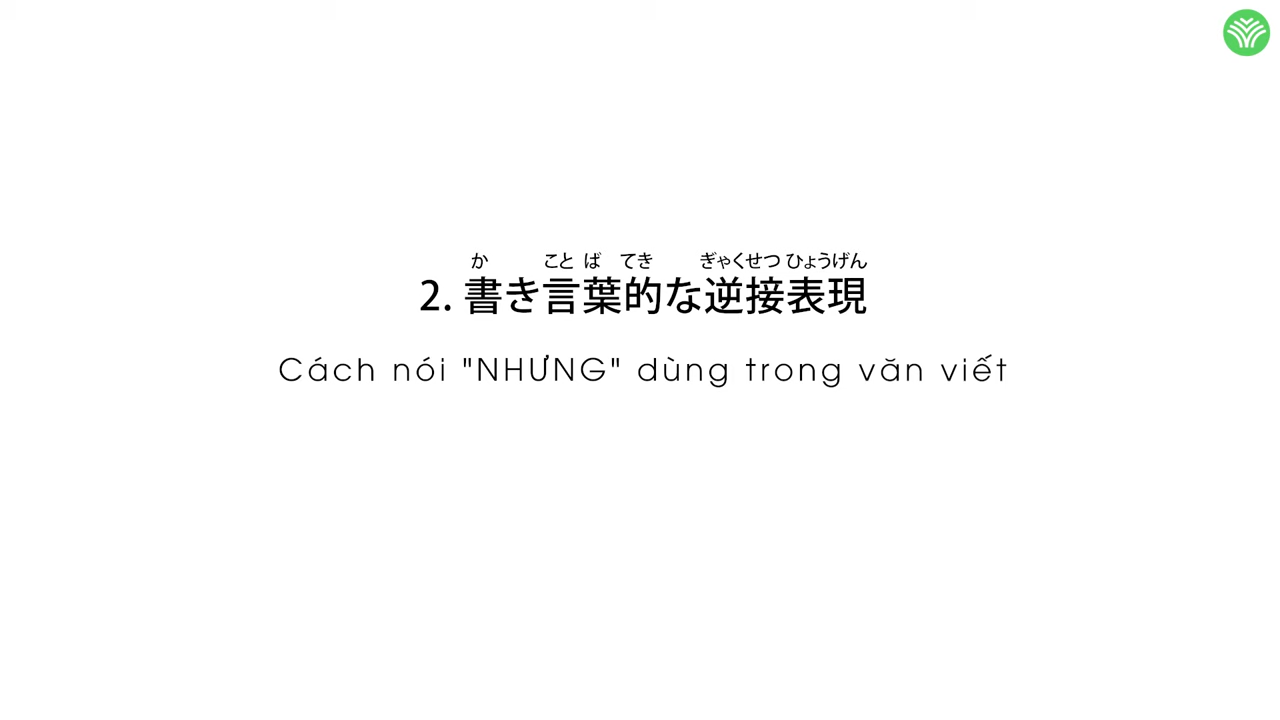 か ことば てき ぎゃくせつ ひょうげん
2. 書き言葉的な逆接表現
Cách nói "NHƯNG" dùng trong văn viết